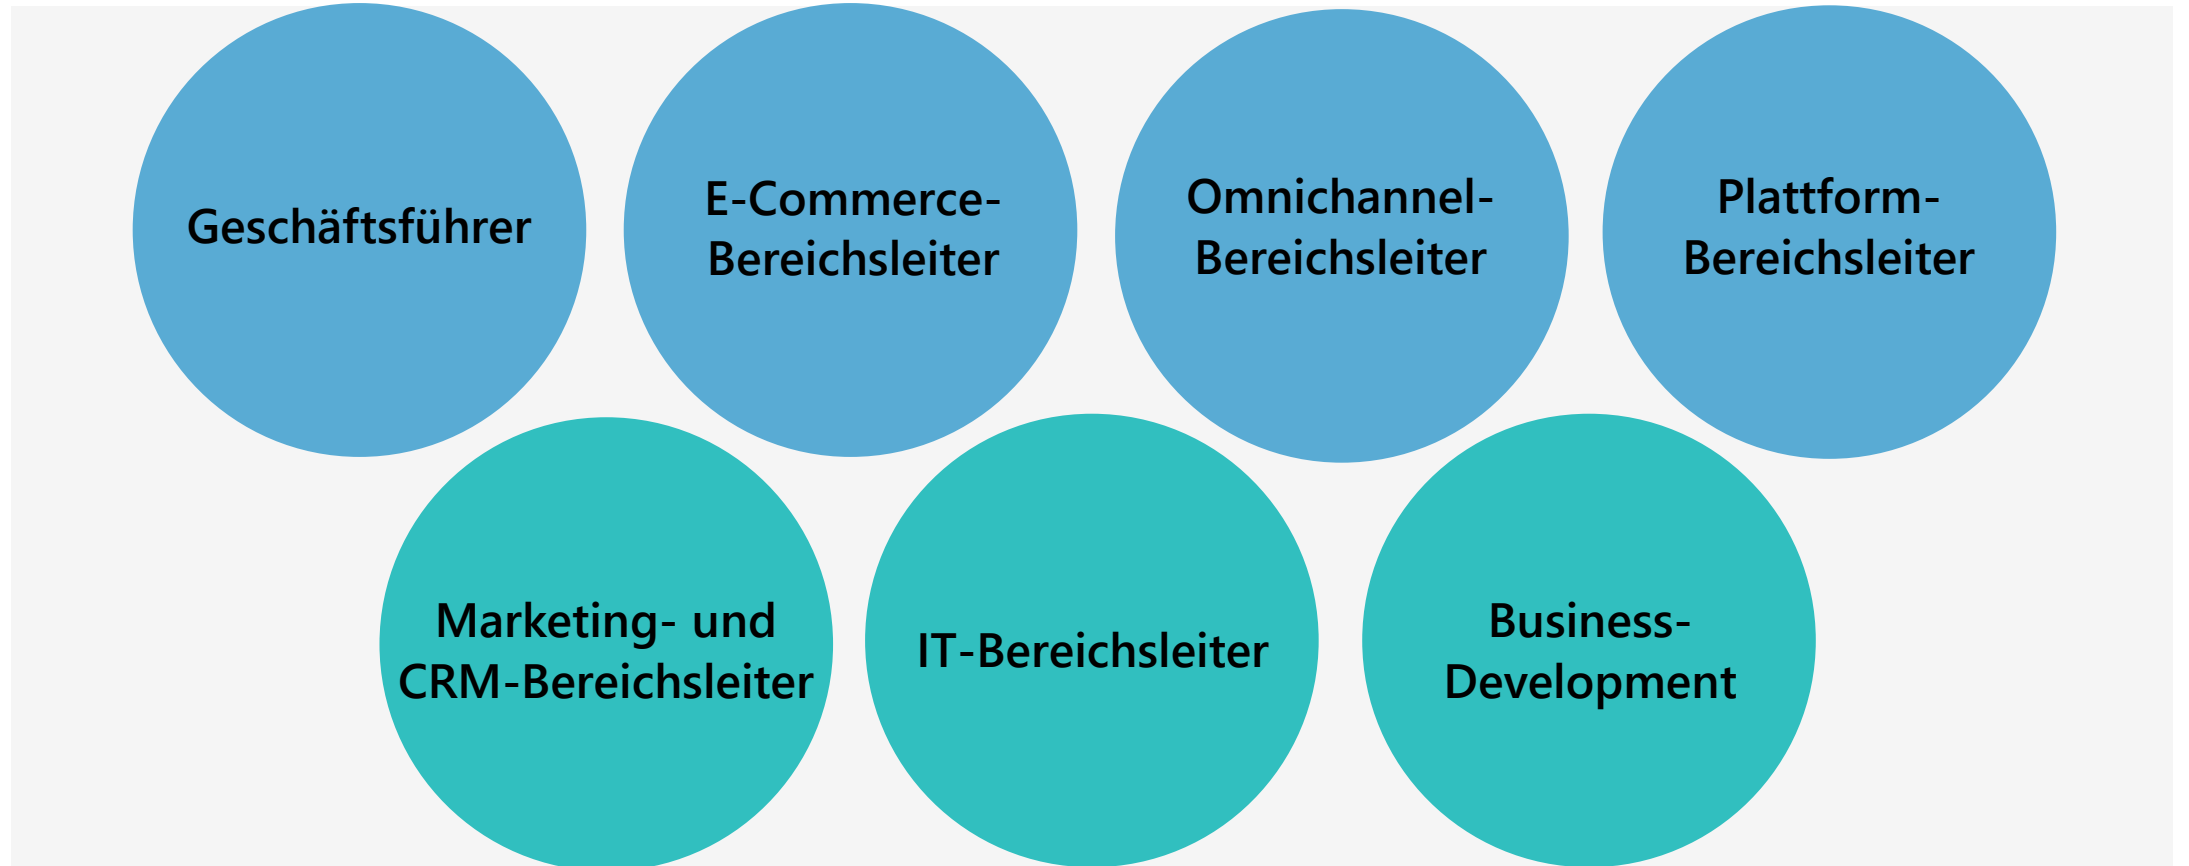 Geschäftsführer
E-Commerce-
Bereichsleiter
Omnichannel-
Bereichsleiter
Plattform-
Bereichsleiter
Marketing- und
CRM-Bereichsleiter
IT-Bereichsleiter
Business-
Development